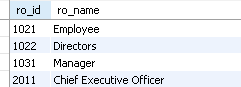 ro_id ro_name
1021 Employee
1022 Directors
1031 Manager
2011 Chief Executive Officer